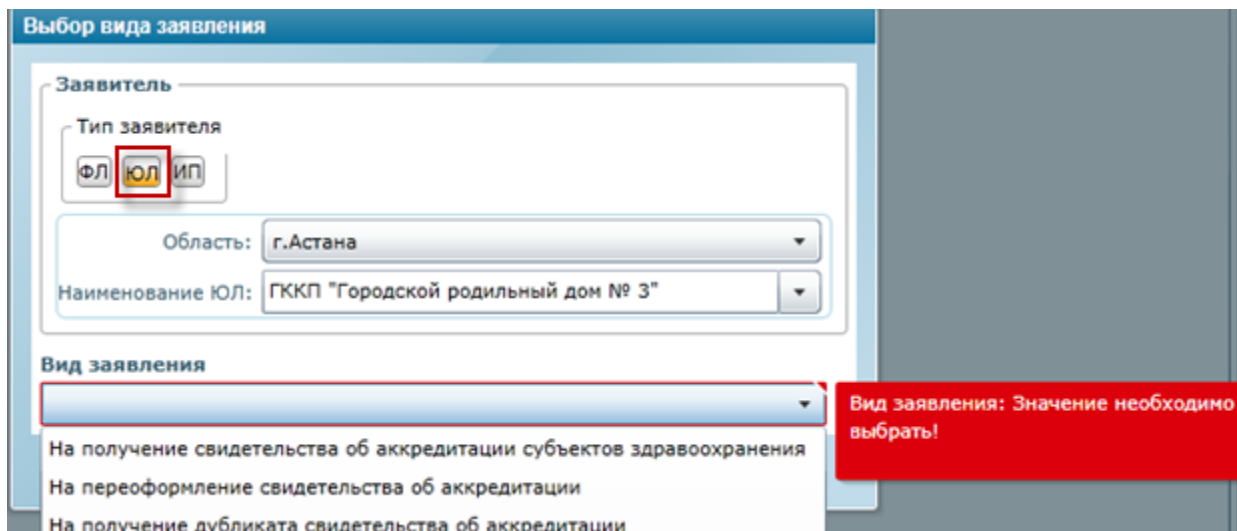 Выбор вида заявления
Заявитель
Тип заявителя
ФЛ ЮЛ ИП
Область: г.Астана
Наименование ЮЛ: ГККП "Городской родильный дом № 3"
Вид заявления
Вид заявления: Значение необходимо
выбрать!
На получение свидетельства об аккредитации субъектов здравоохранения
На переоформление свидетельства об аккредитации
На получение дубликата свидетельства об аккредитации